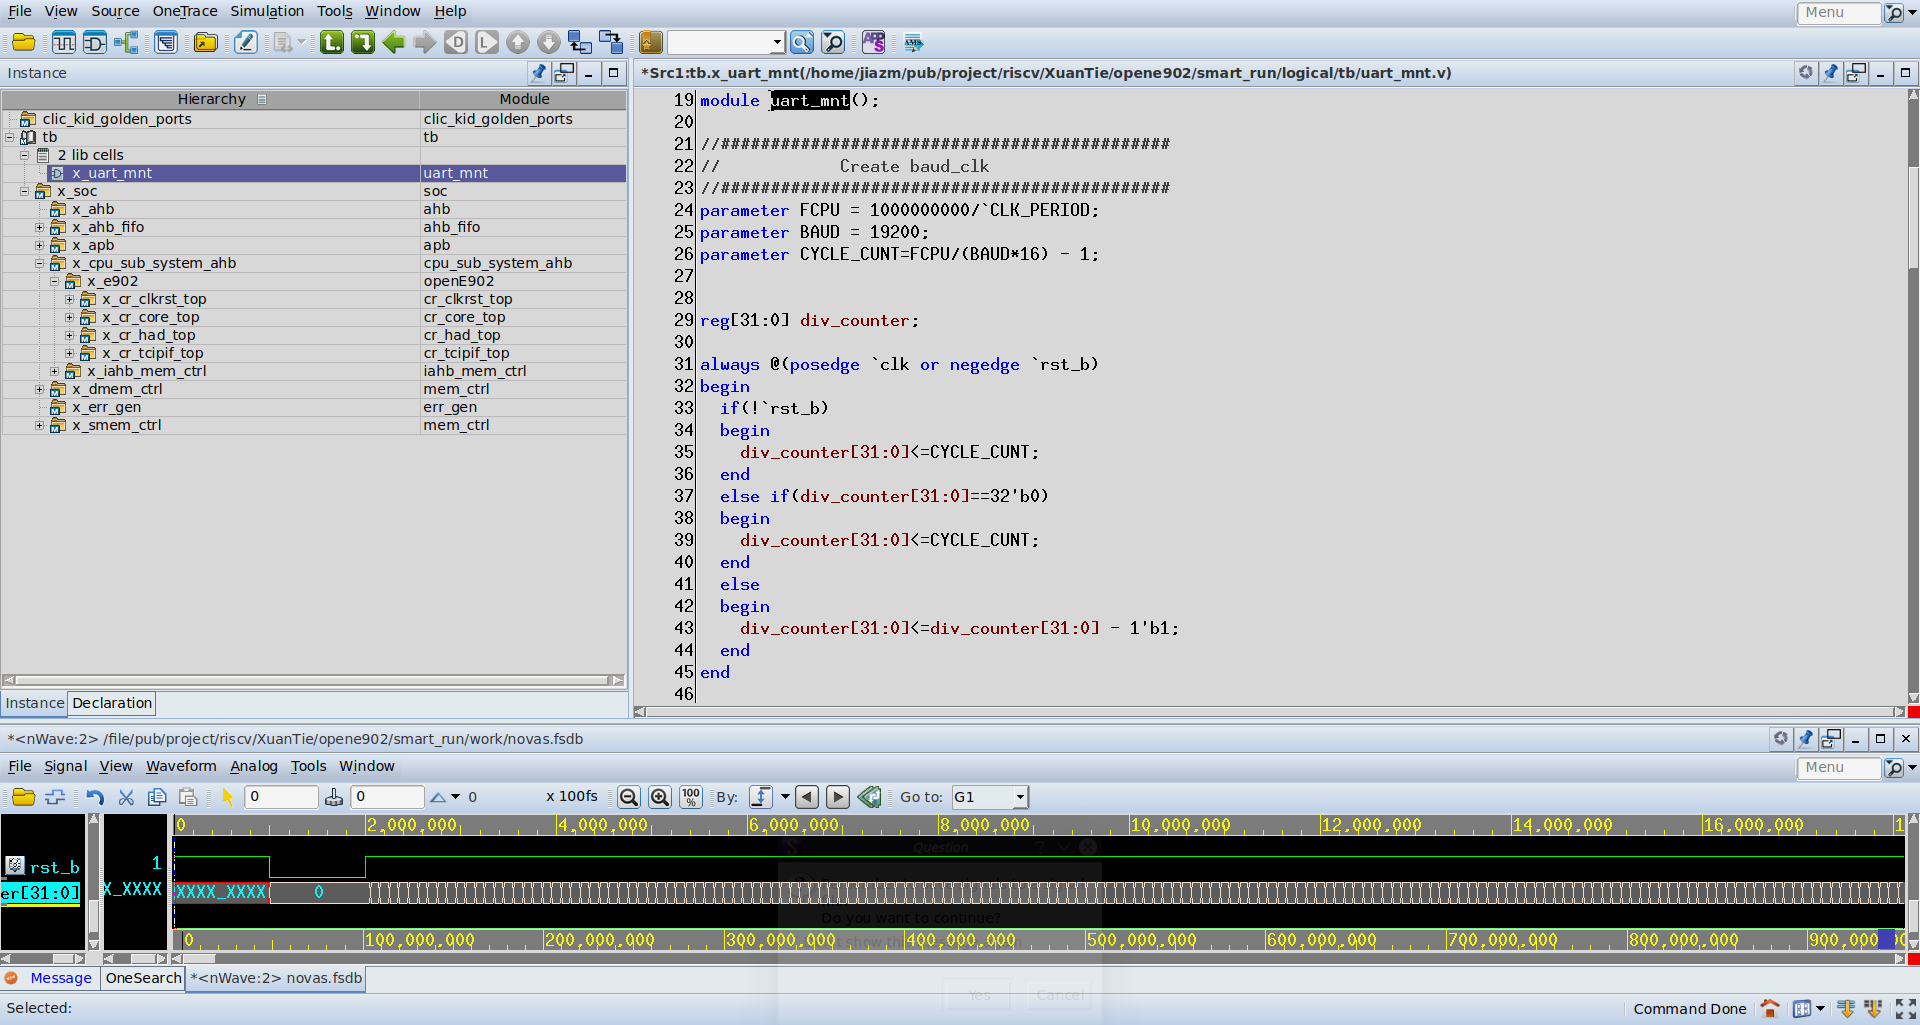 File View Source OneTrace Simulation Tools Window Help Menu
Instance
*Src1:tb.x_uart_mnt(/home/jiazm/pub/project/riscv/XuanTie/opene902/smart_run/logical/tb/uart_mnt.v)
Hierarchy Module
clic_kid_golden_ports clic_kid_golden_ports
tb tb
2 lib cells
x_uart_mnt uart_mnt
x_soc soc
x_ahb ahb
x_ahb_fifo ahb_fifo
x_apb apb
x_cpu_sub_system_ahb cpu_sub_system_ahb
x_e902 openE902
x_cr_clkrst_top cr_clkrst_top
x_cr_core_top cr_core_top
x_cr_had_top cr_had_top
x_cr_tcipif_top cr_tcipif_top
x_iahb_mem_ctrl iahb_mem_ctrl
x_dmem_ctrl mem_ctrl
x_err_gen err_gen
x_smem_ctrl mem_ctrl
Instance Declaration
19 module uart_mnt();
20
21 //#############################################
22 //            Create baud_clk
23 //#############################################
24 parameter FCPU = 1000000000/`CLK_PERIOD;
25 parameter BAUD = 19200;
26 parameter CYCLE_CUNT=FCPU/(BAUD*16) - 1;
27
28
29 reg[31:0] div_counter;
30
31 always @(posedge `clk or negedge `rst_b)
32 begin
33   if(!`rst_b)
34   begin
35     div_counter[31:0]<=CYCLE_CUNT;
36   end
37   else if(div_counter[31:0]==32'b0)
38   begin
39     div_counter[31:0]<=CYCLE_CUNT;
40   end
41   else
42   begin
43     div_counter[31:0]<=div_counter[31:0] - 1'b1;
44   end
45 end
46
*<nWave:2> /file/pub/project/riscv/XuanTie/opene902/smart_run/work/novas.fsdb
File Signal View Waveform Analog Tools Window Menu
0 0 0 x 100fs 100 % By: Go to: G1
0 2,000,000 4,000,000 6,000,000 8,000,000 10,000,000 12,000,000 14,000,000 16,000,000 1
Question
rst_b 1
er[31:0] X_XXXX XXXX_XXXX 0
Do you want to continue?
0 100,000,000 200,000,000 300,000,000 400,000,000 500,000,000 600,000,000 700,000,000 800,000,000 900,000
Message OneSearch *<nWave:2> novas.fsdb
Yes Cancel
Selected: Command Done